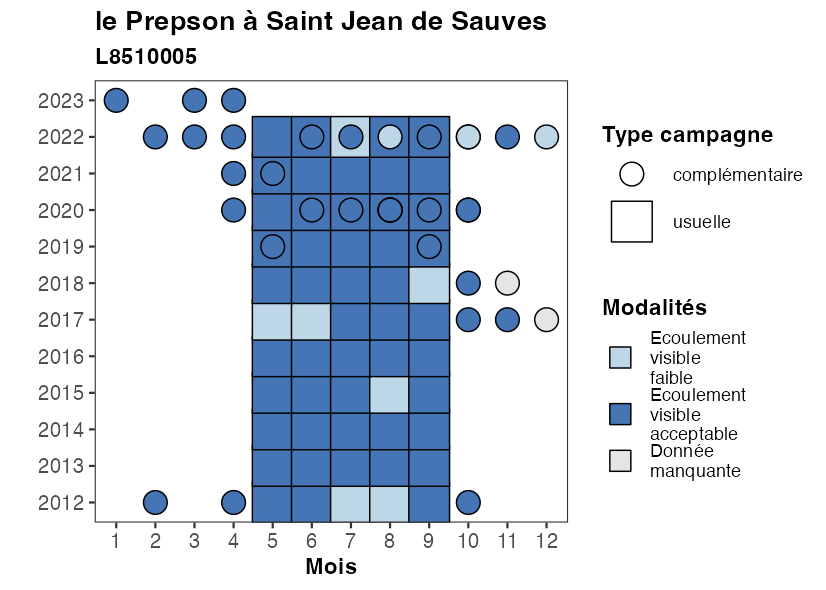 le Prepson à Saint Jean de Sauves
L8510005
2023
2022
2021
2020
2019
2018
2017
2016
2015
2014
2013
2012
1 2 3 4 5 6 7 8 9 10 11 12
Mois
Type campagne
complémentaire
usuelle
Modalités
Ecoulement
visible
faible
Ecoulement
visible
acceptable
Donnée
manquante